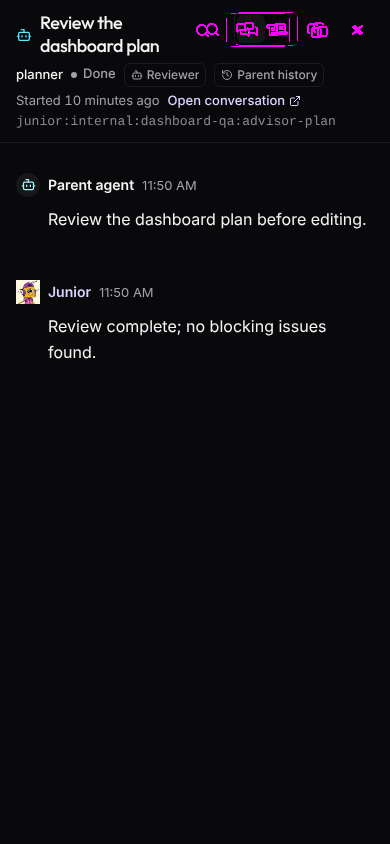 Review the
dashboard plan
planner Done Reviewer Parent history
Started 10 minutes ago Open conversation
junior:internal:dashboard-qa:advisor-plan
Parent agent 11:50 AM
Review the dashboard plan before editing.
Junior 11:50 AM
Review complete; no blocking issues
found.